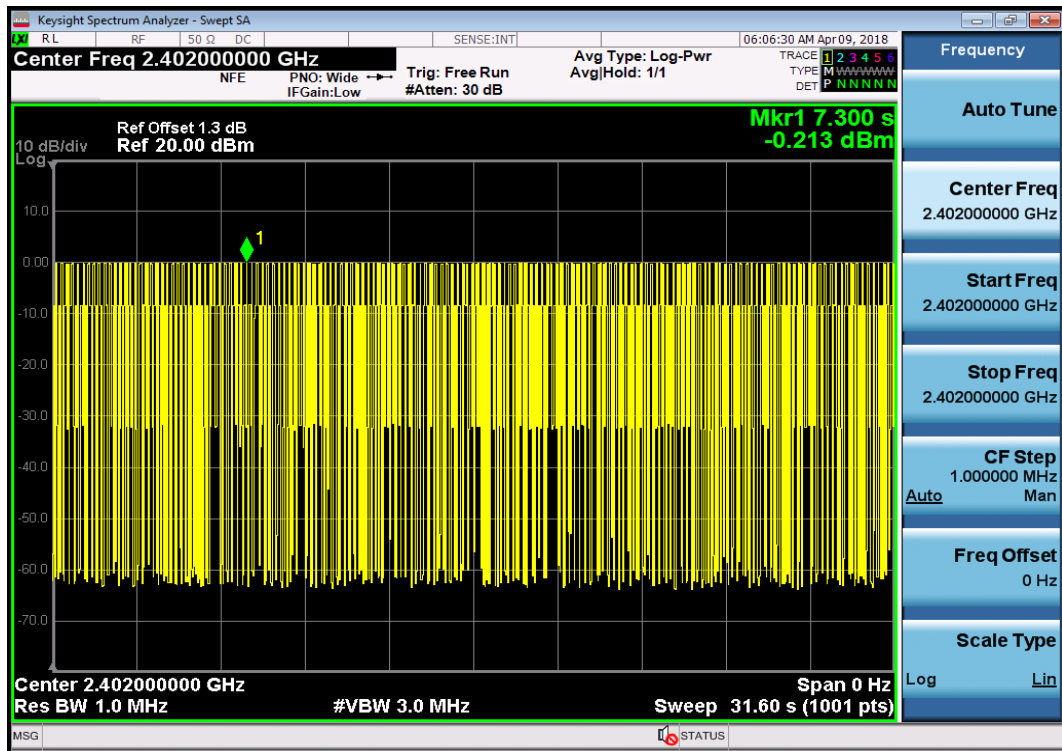 Keysight Spectrum Analyzer - Swept SA
LXI RL RF 50 Ω DC SENSE:INT 06:06:30 AM Apr 09, 2018
Center Freq 2.402000000 GHz
NFE
PNO: Wide
IFGain:Low
Trig: Free Run
#Atten: 30 dB
Avg Type: Log-Pwr
Avg|Hold: 1/1
TRACE 1 2 3 4 5 6
TYPE M WWWWW
DET P N N N N N
Mkr1 7.300 s
-0.213 dBm
Ref Offset 1.3 dB
10 dB/div Ref 20.00 dBm
Log
10.0
1
0.00
-10.0
-20.0
-30.0
-40.0
-50.0
-60.0
-70.0
Center 2.402000000 GHz Span 0 Hz
Res BW 1.0 MHz #VBW 3.0 MHz Sweep 31.60 s (1001 pts)
MSG STATUS
Frequency
Auto Tune
Center Freq
2.402000000 GHz
Start Freq
2.402000000 GHz
Stop Freq
2.402000000 GHz
CF Step
1.000000 MHz
Auto Man
Freq Offset
0 Hz
Scale Type
Log Lin